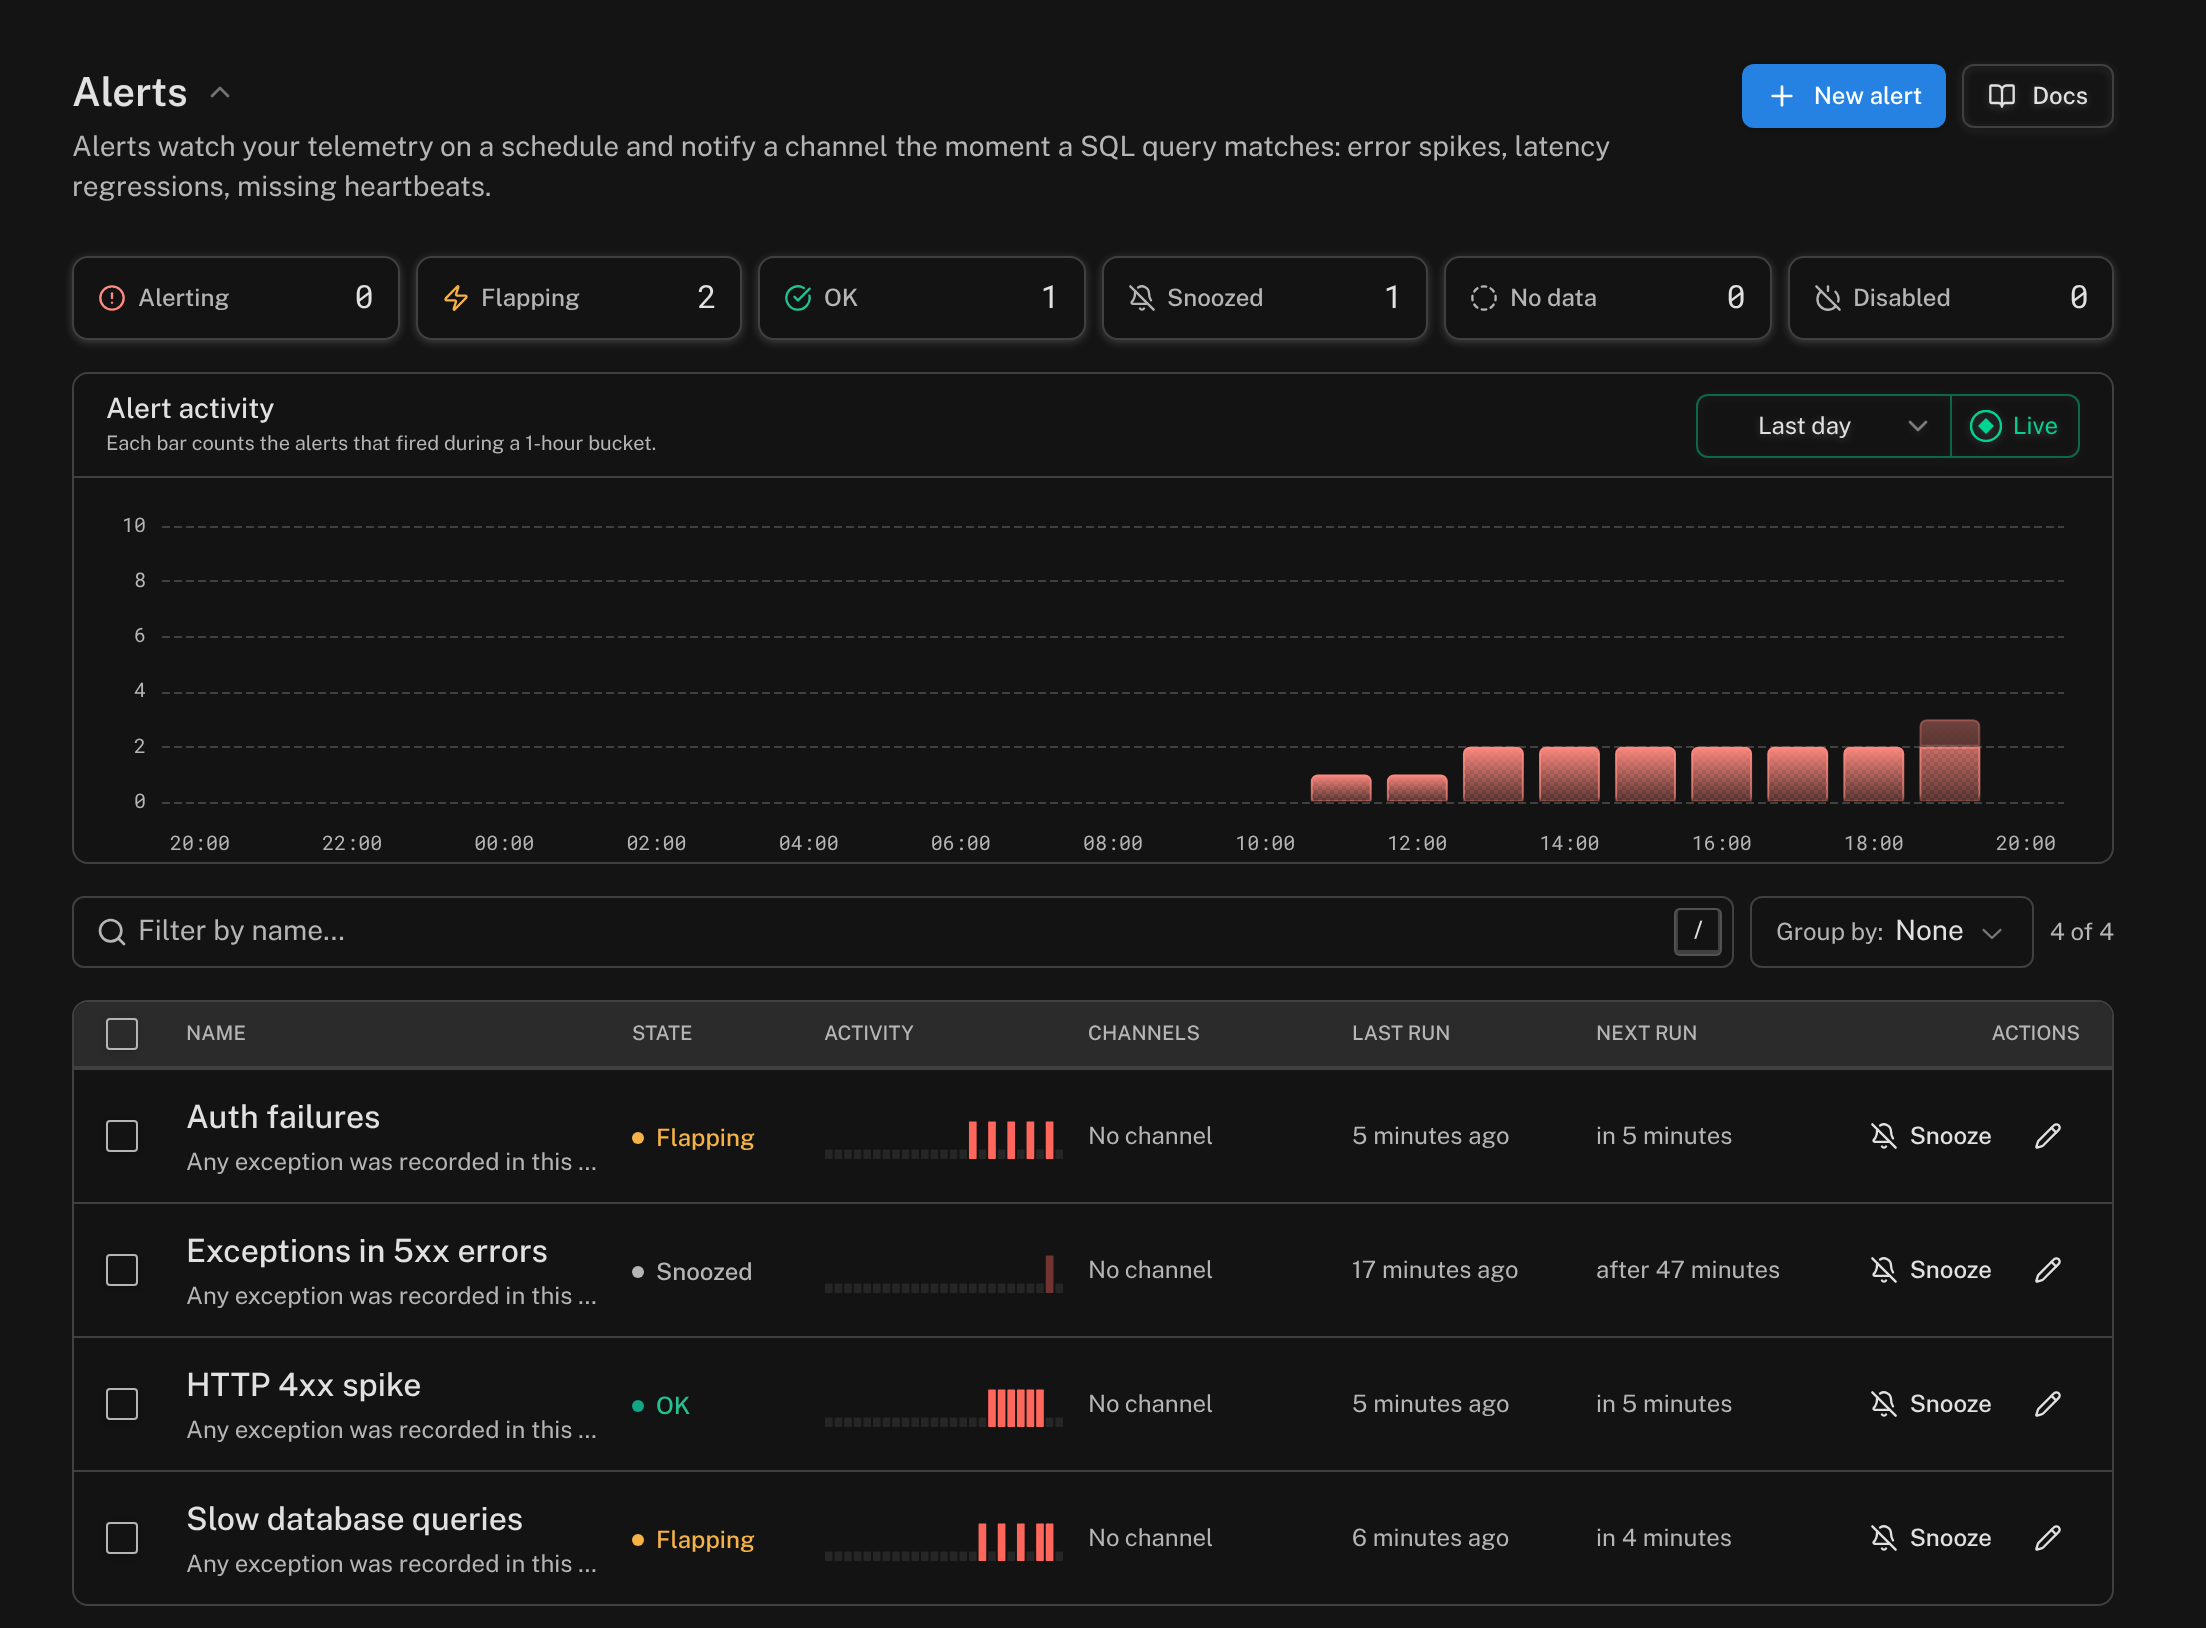 Alerts
New alert
Docs
Alerts watch your telemetry on a schedule and notify a channel the moment a SQL query matches: error spikes, latency
regressions, missing heartbeats.
Alerting 0
Flapping 2
OK 1
Snoozed 1
No data 0
Disabled 0
Alert activity
Each bar counts the alerts that fired during a 1-hour bucket.
Last day
Live
10
8
6
4
2
0
20:00 22:00 00:00 02:00 04:00 06:00 08:00 10:00 12:00 14:00 16:00 18:00 20:00
Filter by name...
/
Group by: None
4 of 4
NAME STATE ACTIVITY CHANNELS LAST RUN NEXT RUN ACTIONS
Auth failures
Any exception was recorded in this ...
Flapping
No channel
5 minutes ago
in 5 minutes
Snooze
Exceptions in 5xx errors
Any exception was recorded in this ...
Snoozed
No channel
17 minutes ago
after 47 minutes
Snooze
HTTP 4xx spike
Any exception was recorded in this ...
OK
No channel
5 minutes ago
in 5 minutes
Snooze
Slow database queries
Any exception was recorded in this ...
Flapping
No channel
6 minutes ago
in 4 minutes
Snooze